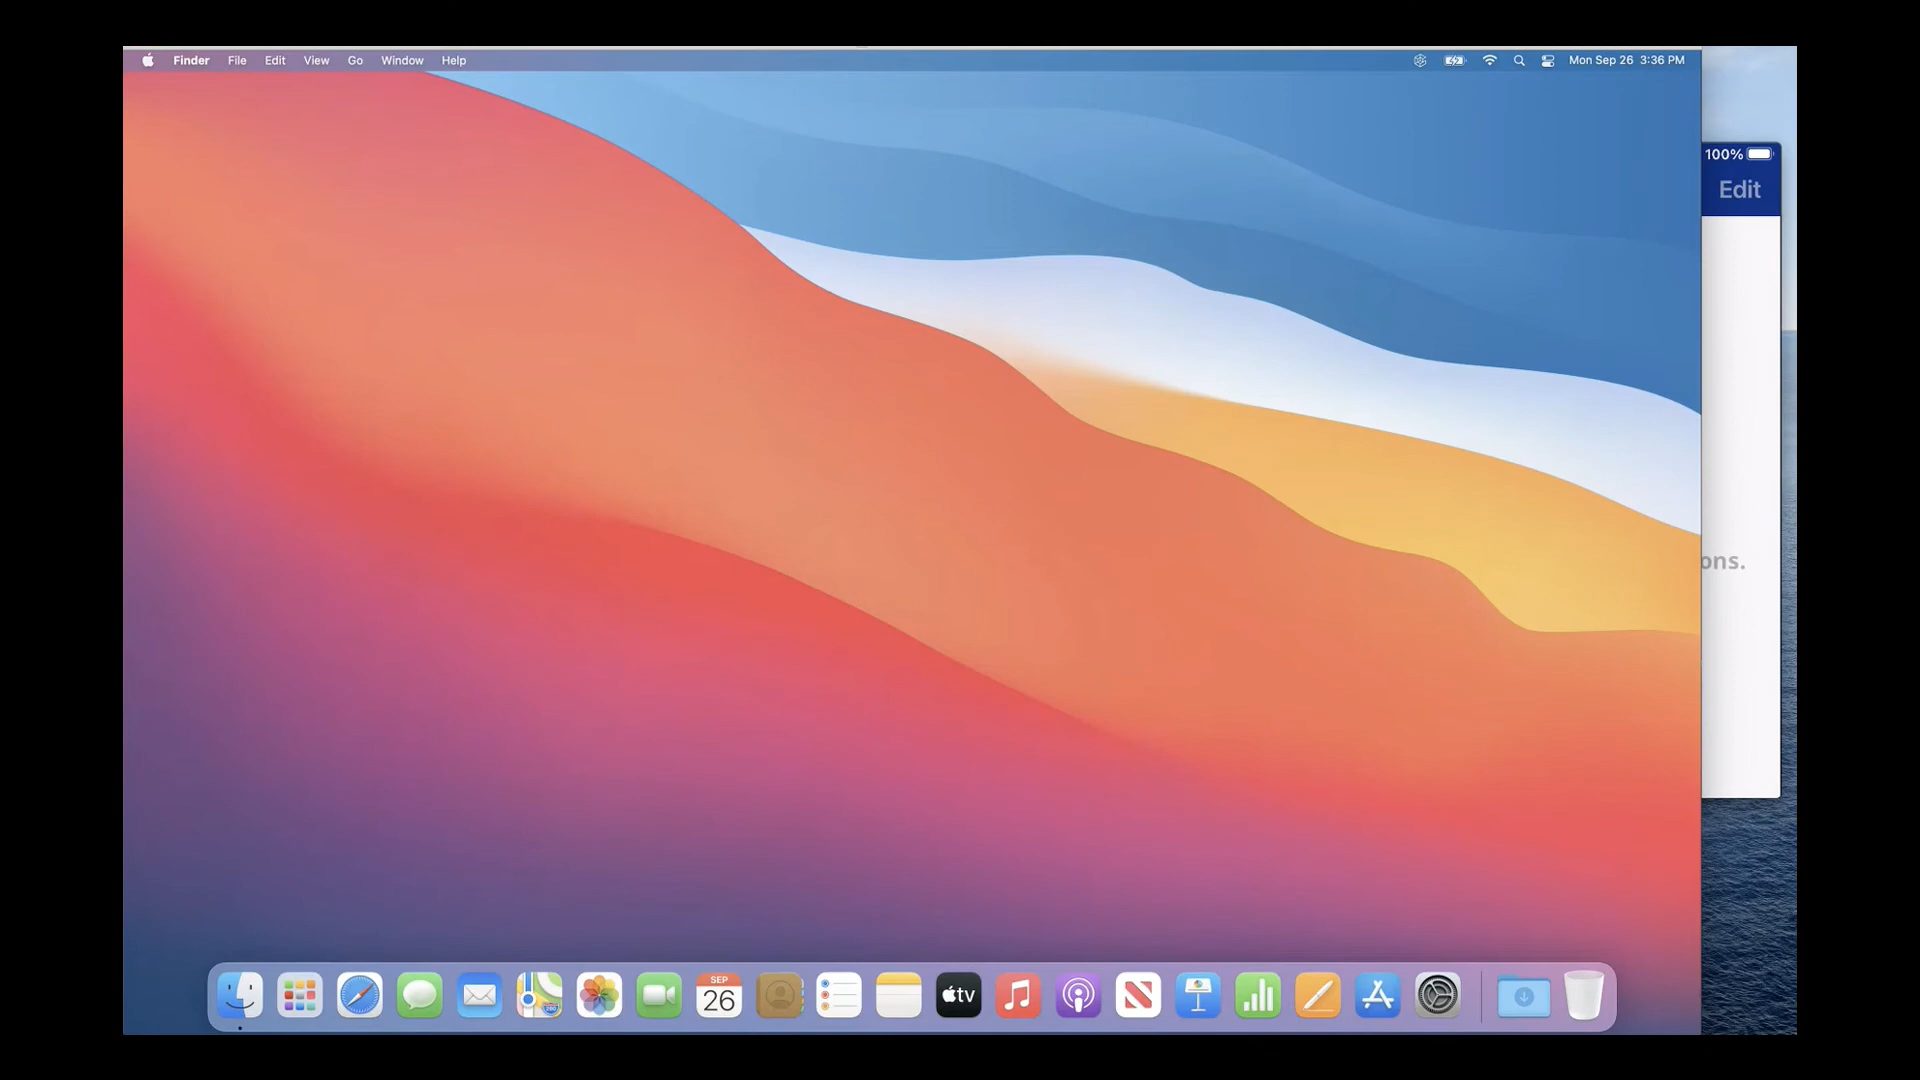 Finder File Edit View Go Window Help Mon Sep 26 3:36 PM
100%
Edit
ons.
SEP
26
tv